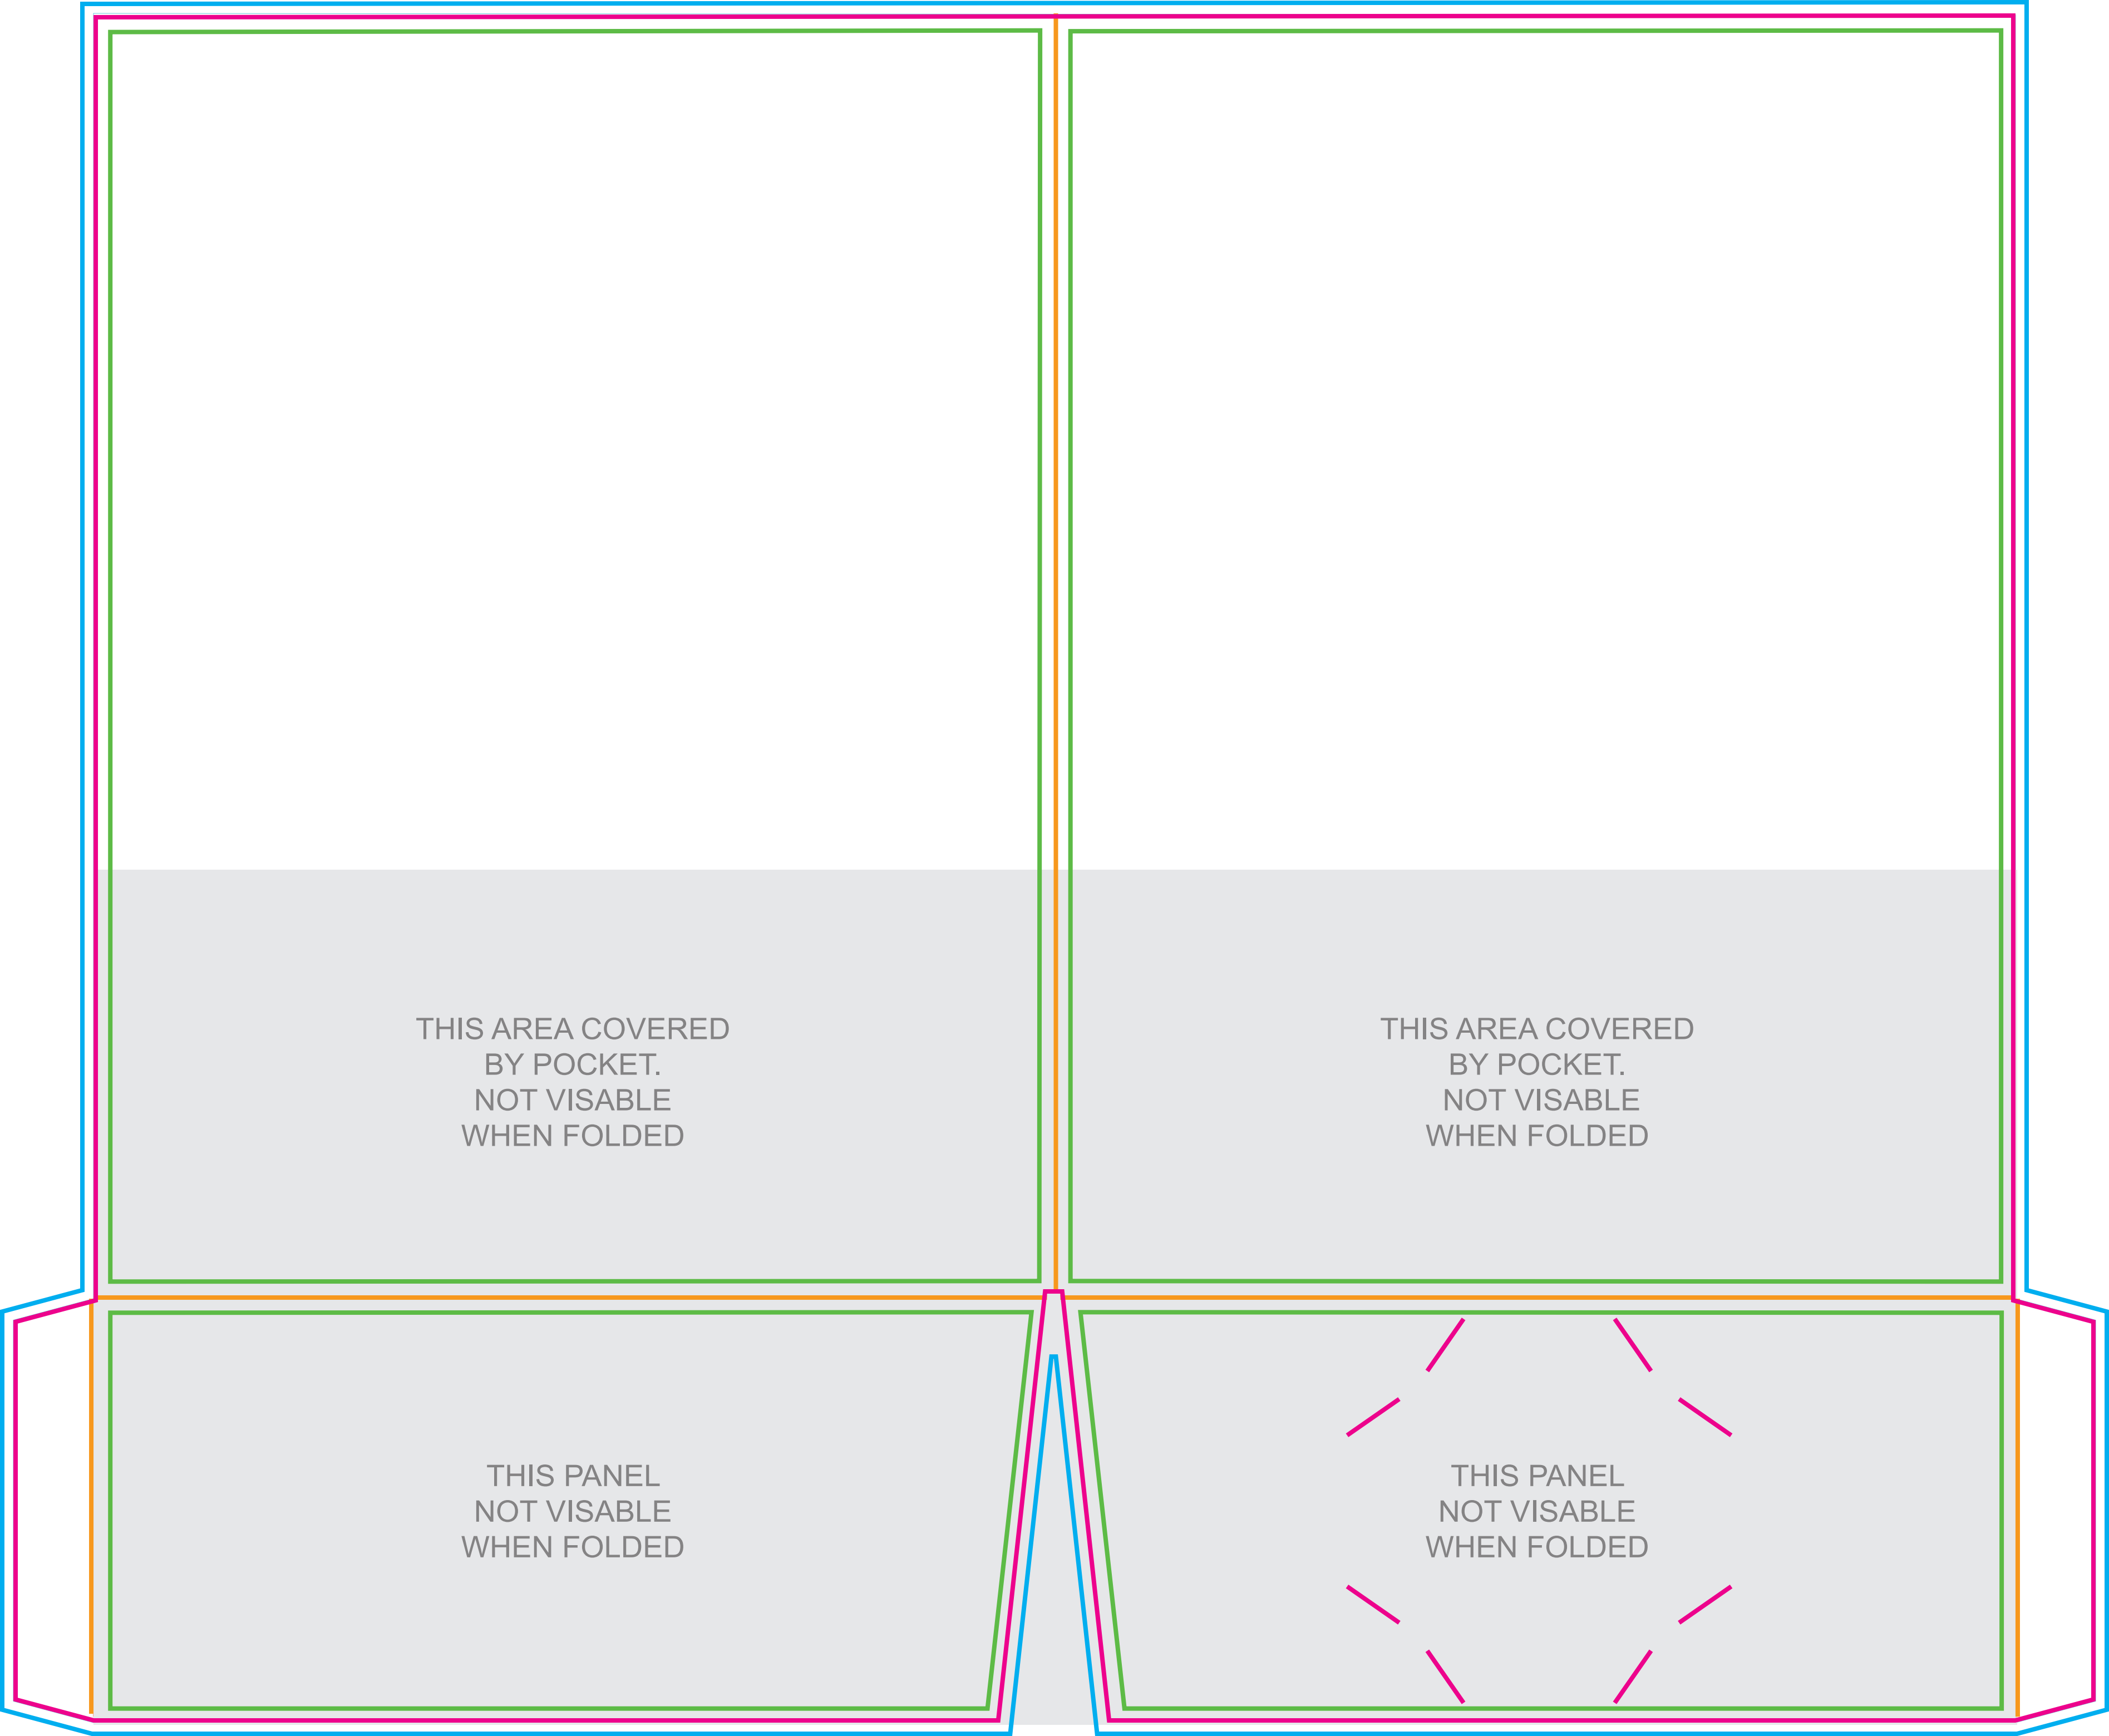 THIS AREA COVERED
BY POCKET.
NOT VISABLE
WHEN FOLDED
THIS AREA COVERED
BY POCKET.
NOT VISABLE
WHEN FOLDED
THIS PANEL
NOT VISABLE
WHEN FOLDED
THIS PANEL
NOT VISABLE
WHEN FOLDED